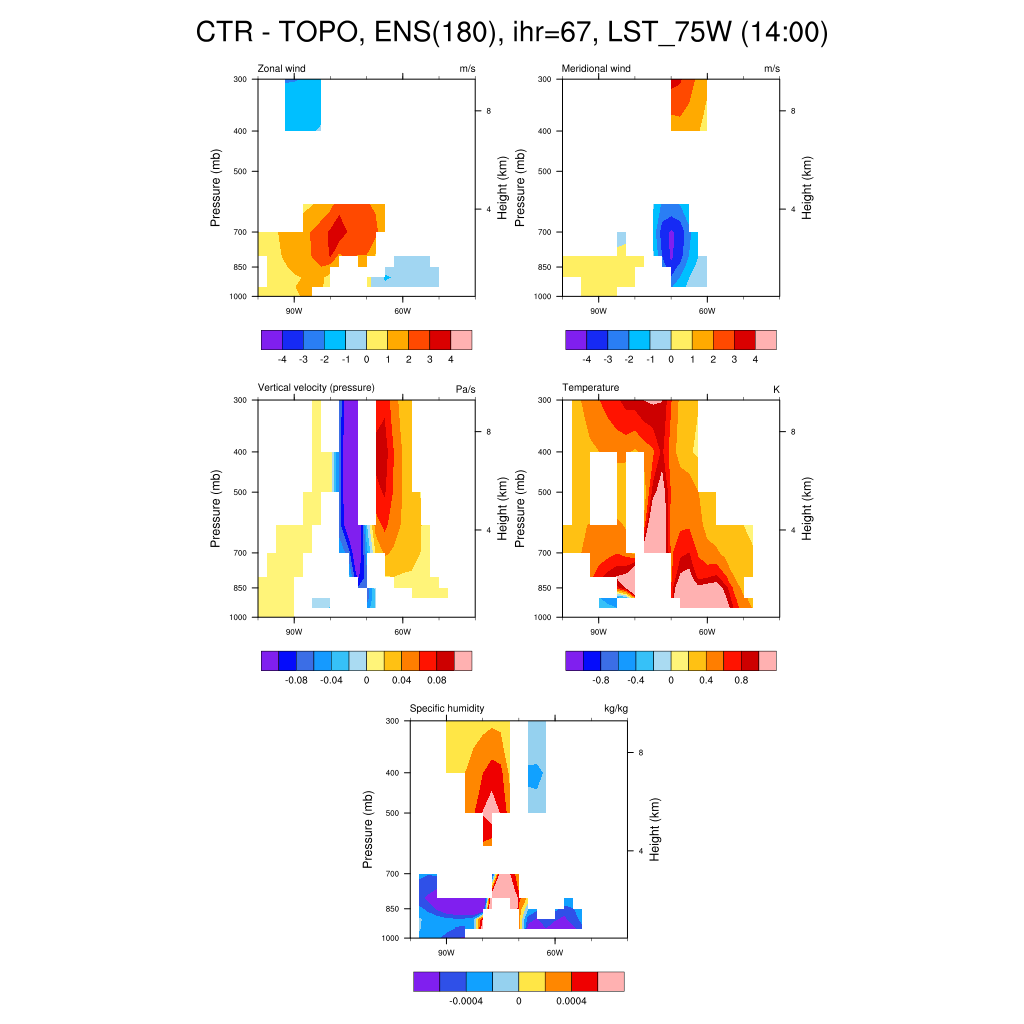 CTR - TOPO, ENS(180), ihr=67, LST_75W (14:00)
Zonal wind m/s
300
400
500
700
850
1000
Pressure (mb)
8
4
Height (km)
90W 60W
-4 -3 -2 -1 0 1 2 3 4
Meridional wind m/s
300
400
500
700
850
1000
Pressure (mb)
8
4
Height (km)
90W 60W
-4 -3 -2 -1 0 1 2 3 4
Vertical velocity (pressure) Pa/s
300
400
500
700
850
1000
Pressure (mb)
8
4
Height (km)
90W 60W
-0.08 -0.04 0 0.04 0.08
Temperature K
300
400
500
700
850
1000
Pressure (mb)
8
4
Height (km)
90W 60W
-0.8 -0.4 0 0.4 0.8
Specific humidity kg/kg
300
400
500
700
850
1000
Pressure (mb)
8
4
Height (km)
90W 60W
-0.0004 0 0.0004